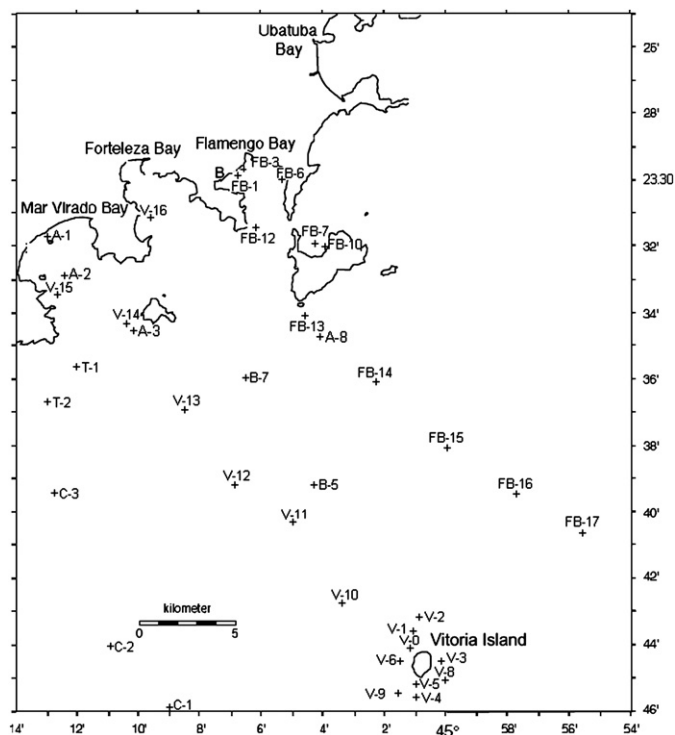 Ubatuba
Bay
26'
28'
Forteleza Bay
Flamengo Bay
FB-3
B
FB-6
FB-1
23.30
Mar Virado Bay
V-16
FB-12
FB-7
FB-10
A-1
32'
A-2
V-15
V-14
A-3
34'
FB-13
A-8
T-1
B-7
FB-14
36'
T-2
V-13
FB-15
38'
V-12
B-5
C-3
FB-16
V-11
FB-17
40'
V-10
42'
kilometer
0 5
V-2
V-1
V-0
Vitoria Island
C-2
44'
V-6
V-3
V-8
V-5
V-9
V-4
C-1
46'
14' 12' 10' 8' 6' 4' 2' 45° 58' 56' 54'